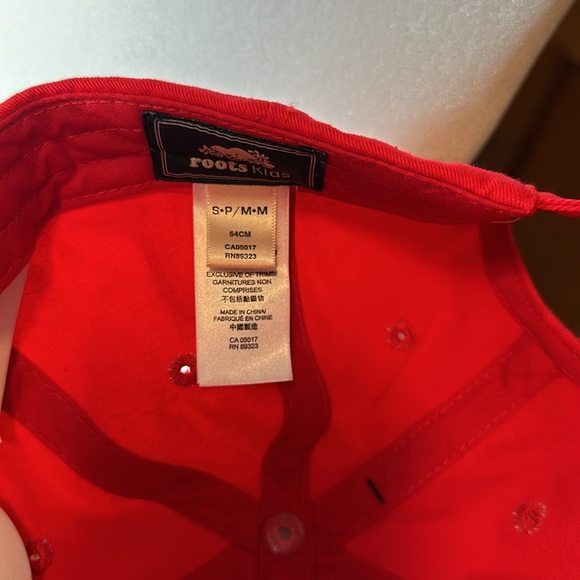 roots Kids
S•P/M•M
54CM
CA05017
RN89323
EXCLUSIVE OF TRIMS/
GARNITURES NON
COMPRISES
不包括黏襯物
MADE IN CHINA/
FABRIQUÉ EN CHINE
中國製造
CA 05017
RN 89323